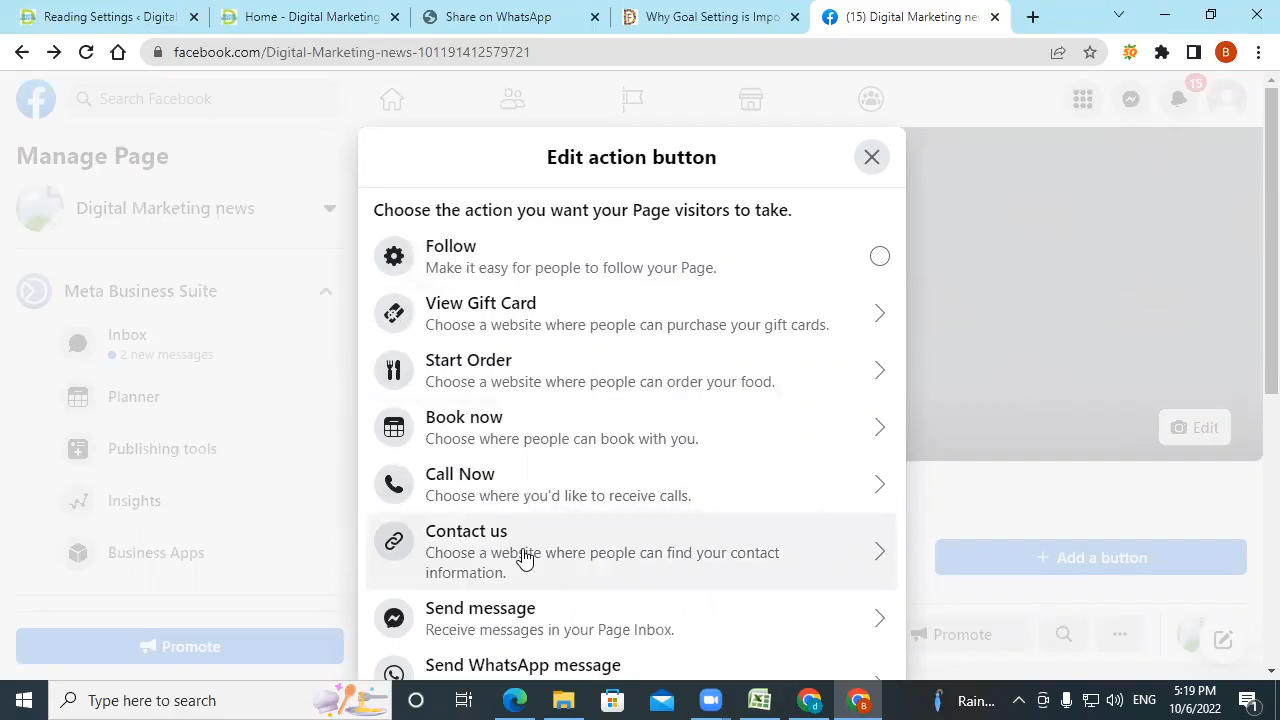 Settings - Digital Mark
Home - Digital Marketing
Share on WhatsApp
Why Goal Setting is Impo
(15) Digital Marketing ne
facebook.com/Digital-Marketing-news-101191412579721
B
Search Facebook
15
Manage Page
Digital Marketing news
Meta Business Suite
Inbox
2 new messages
Planner
Publishing tools
Insights
Business Apps
Promote
Edit action button
Choose the action you want your Page visitors to take.
Follow
Make it easy for people to follow your Page.
View Gift Card
Choose a website where people can purchase your gift cards.
Start Order
Choose a website where people can order your food.
Book now
Choose where people can book with you.
Call Now
Choose where you'd like to receive calls.
Contact us
Choose a website where people can find your contact
information.
Send message
Receive messages in your Page Inbox.
Send WhatsApp message
Edit
+ Add a button
Promote
Type here to search
Rain...
ENG
5:19 PM
10/6/2022
1